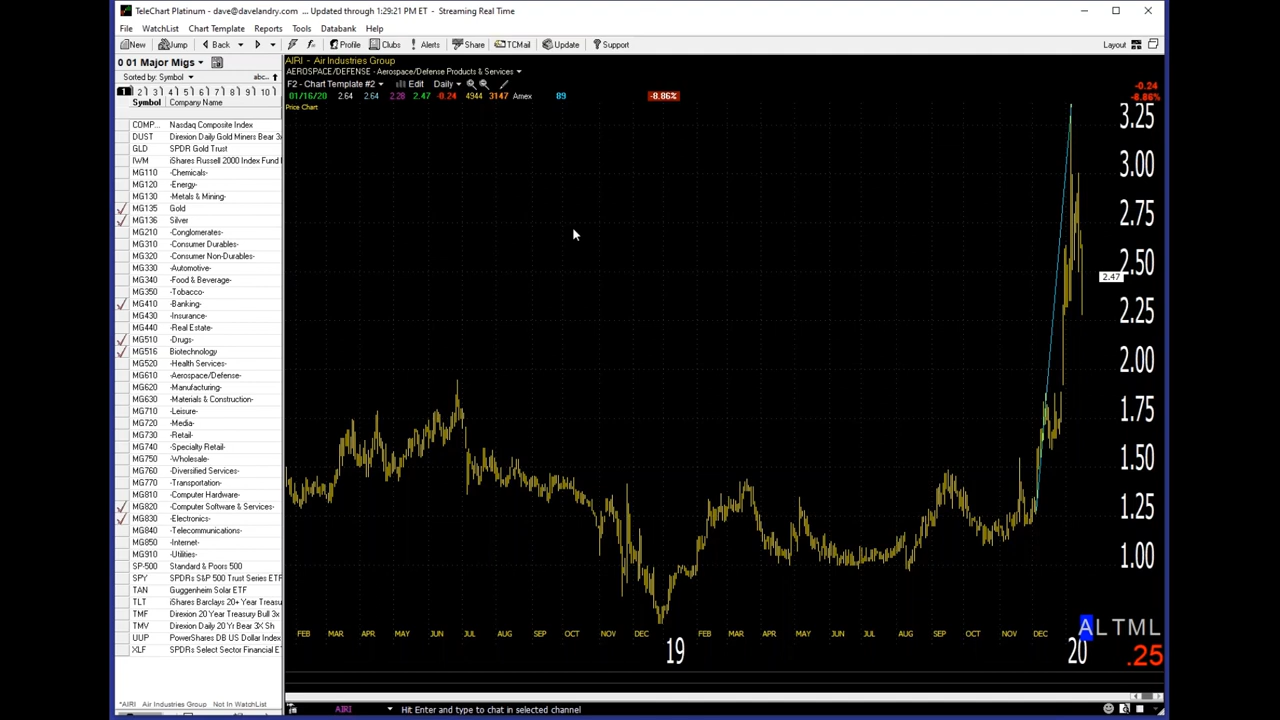 TeleChart Platinum - dave@davelandry.com ... Updated through 1:29:21 PM ET - Streaming Real Time
File WatchList Chart Template Reports Tools Databank Help
New Jump Back Profile Clubs Alerts Share TCMail Update Support Layout
0 01 Major Migs
Sorted by: Symbol abc..
1 2 3 4 5 6 7 8 9 10
Symbol Company Name
COMP... Nasdaq Composite Index
DUST Direxion Daily Gold Miners Bear 3
GLD SPDR Gold Trust
IWM iShares Russell 2000 Index Fund
MG110 -Chemicals-
MG120 -Energy-
MG130 -Metals & Mining-
MG135 Gold
MG136 Silver
MG210 -Conglomerates-
MG310 -Consumer Durables-
MG320 -Consumer Non-Durables-
MG330 -Automotive-
MG340 -Food & Beverage-
MG350 -Tobacco-
MG410 -Banking-
MG430 -Insurance-
MG440 -Real Estate-
MG510 -Drugs-
MG516 Biotechnology
MG520 -Health Services-
MG610 -Aerospace/Defense-
MG620 -Manufacturing-
MG630 -Materials & Construction-
MG710 -Leisure-
MG720 -Media-
MG730 -Retail-
MG740 -Specialty Retail-
MG750 -Wholesale-
MG760 -Diversified Services-
MG770 -Transportation-
MG810 -Computer Hardware-
MG820 -Computer Software & Services-
MG830 -Electronics-
MG840 -Telecommunications-
MG850 -Internet-
MG910 -Utilities-
SP-500 Standard & Poors 500
SPY SPDRs S&P 500 Trust Series ETF
TAN Guggenheim Solar ETF
TLT iShares Barclays 20+ Year Treasu
TMF Direxion 20 Year Treasury Bull 3x
TMV Direxion Daily 20 Yr Bear 3X Sh
UUP PowerShares DB US Dollar Index
XLF SPDRs Select Sector Financial E
*AIRI Air Industries Group Not In WatchList
AIRI - Air Industries Group
AEROSPACE/DEFENSE - Aerospace/Defense Products & Services
F2 - Chart Template #2 Edit Daily
01/16/20 2.64 2.64 2.28 2.47 -0.24 4944 3147 Amex 89 -8.86%
Price Chart
-0.24
-8.86%
3.25
3.00
2.75
2.50
2.47
2.25
2.00
1.75
1.50
1.25
1.00
FEB MAR APR MAY JUN JUL AUG SEP OCT NOV DEC FEB MAR APR MAY JUN JUL AUG SEP OCT NOV DEC
19 20
ALTML
.25
AIRI Hit Enter and type to chat in selected channel